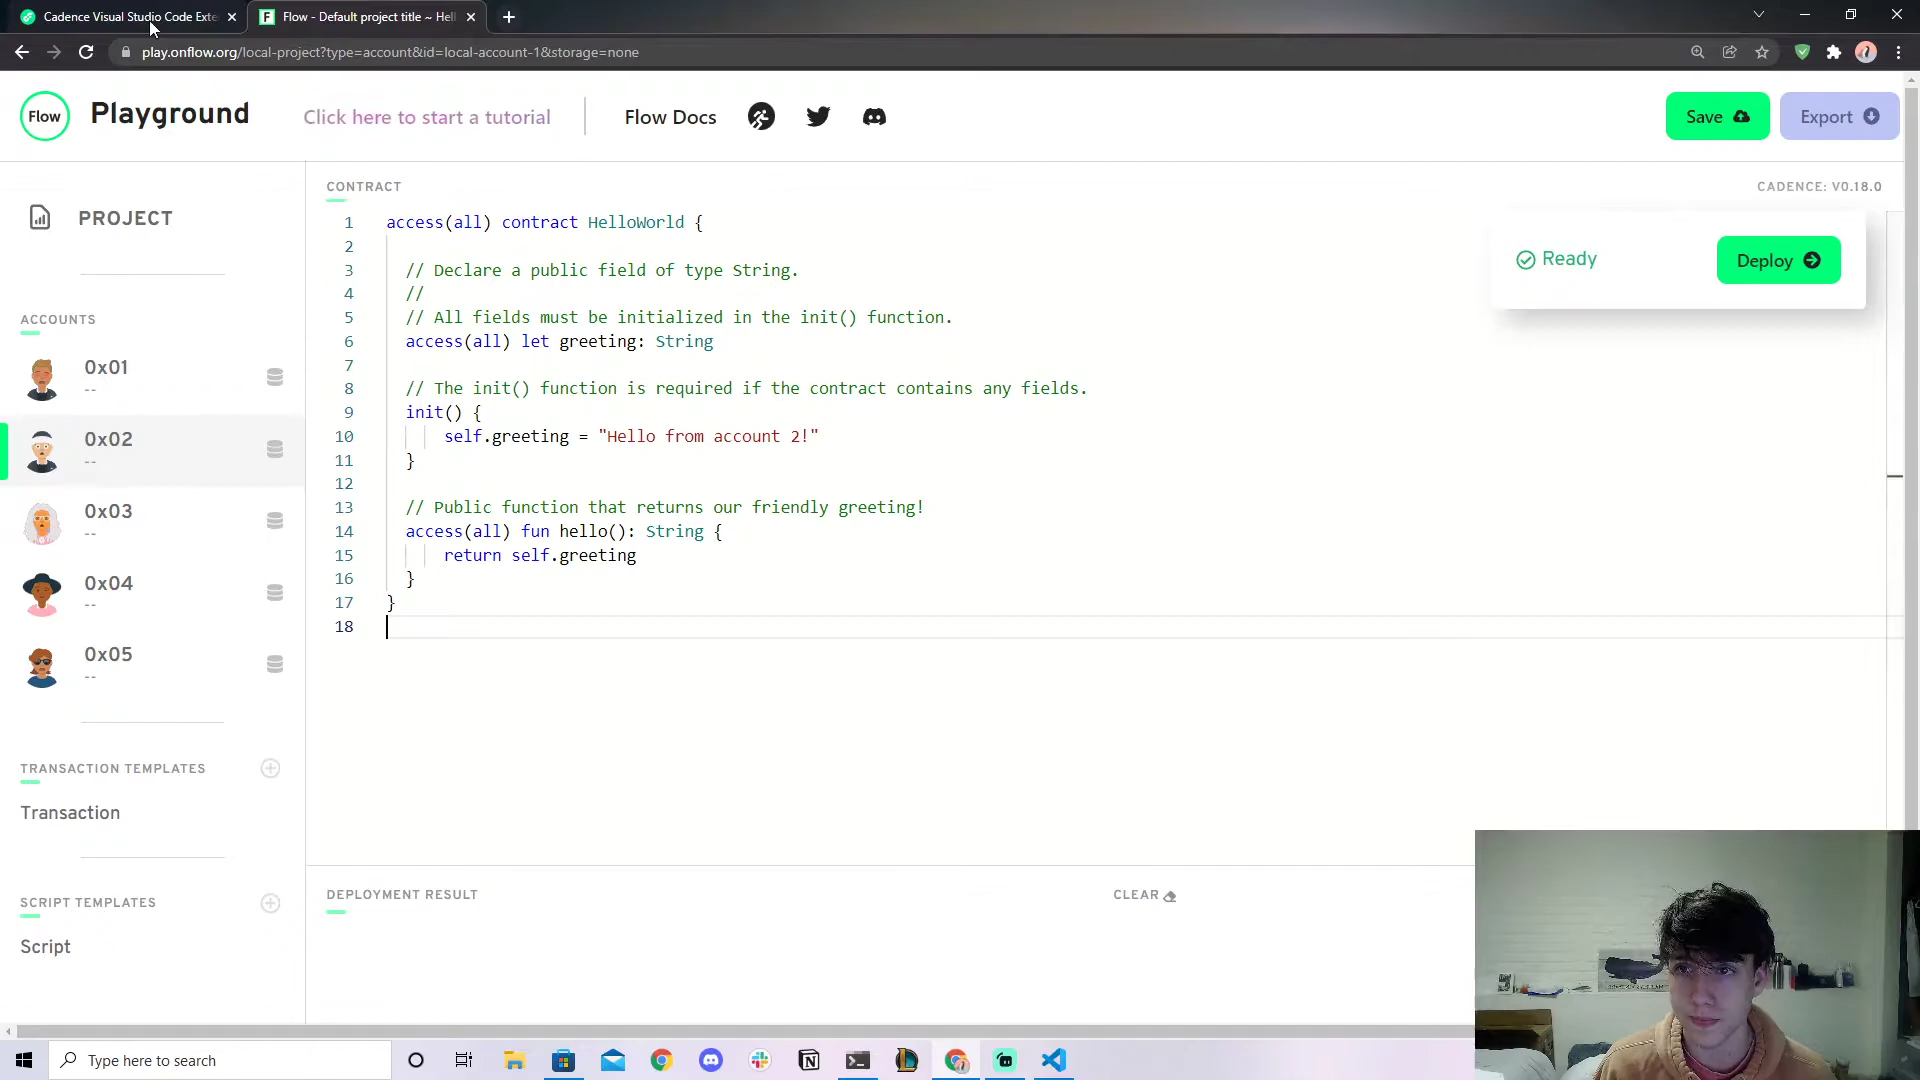 Cadence Visual Studio Code Exte
Flow - Default project title ~ Hell
play.onflow.org/local-project?type=account&id=local-account-1&storage=none
Flow
Playground
Click here to start a tutorial
Flow Docs
Save
Export
PROJECT
ACCOUNTS
0x01
--
0x02
--
0x03
--
0x04
--
0x05
--
TRANSACTION TEMPLATES
Transaction
SCRIPT TEMPLATES
Script
CONTRACT
CADENCE: V0.18.0
Ready
Deploy
1 access(all) contract HelloWorld {
2
3 // Declare a public field of type String.
4 //
5 // All fields must be initialized in the init() function.
6 access(all) let greeting: String
7
8 // The init() function is required if the contract contains any fields.
9 init() {
10 self.greeting = "Hello from account 2!"
11 }
12
13 // Public function that returns our friendly greeting!
14 access(all) fun hello(): String {
15 return self.greeting
16 }
17 }
18
DEPLOYMENT RESULT
CLEAR
Type here to search